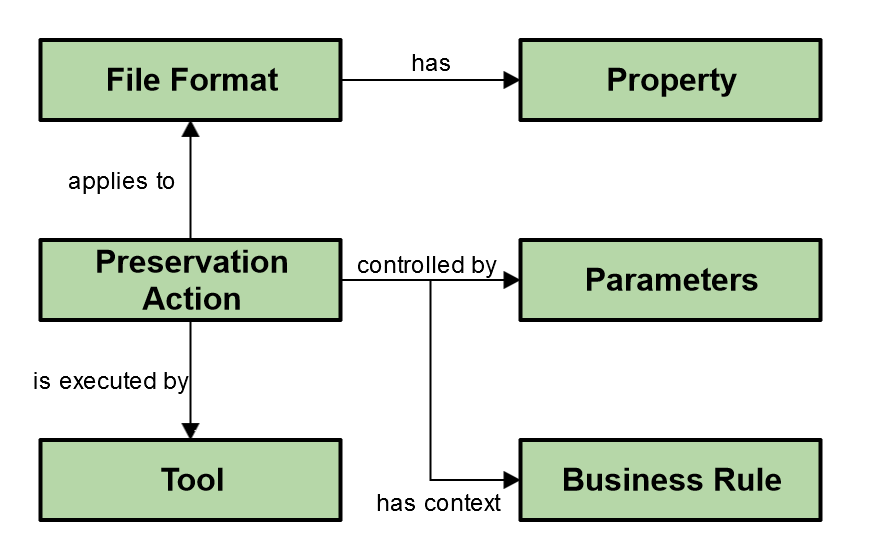 File Format
has
Property
applies to
Preservation
Action
controlled by
Parameters
is executed by
Tool
has context
Business Rule